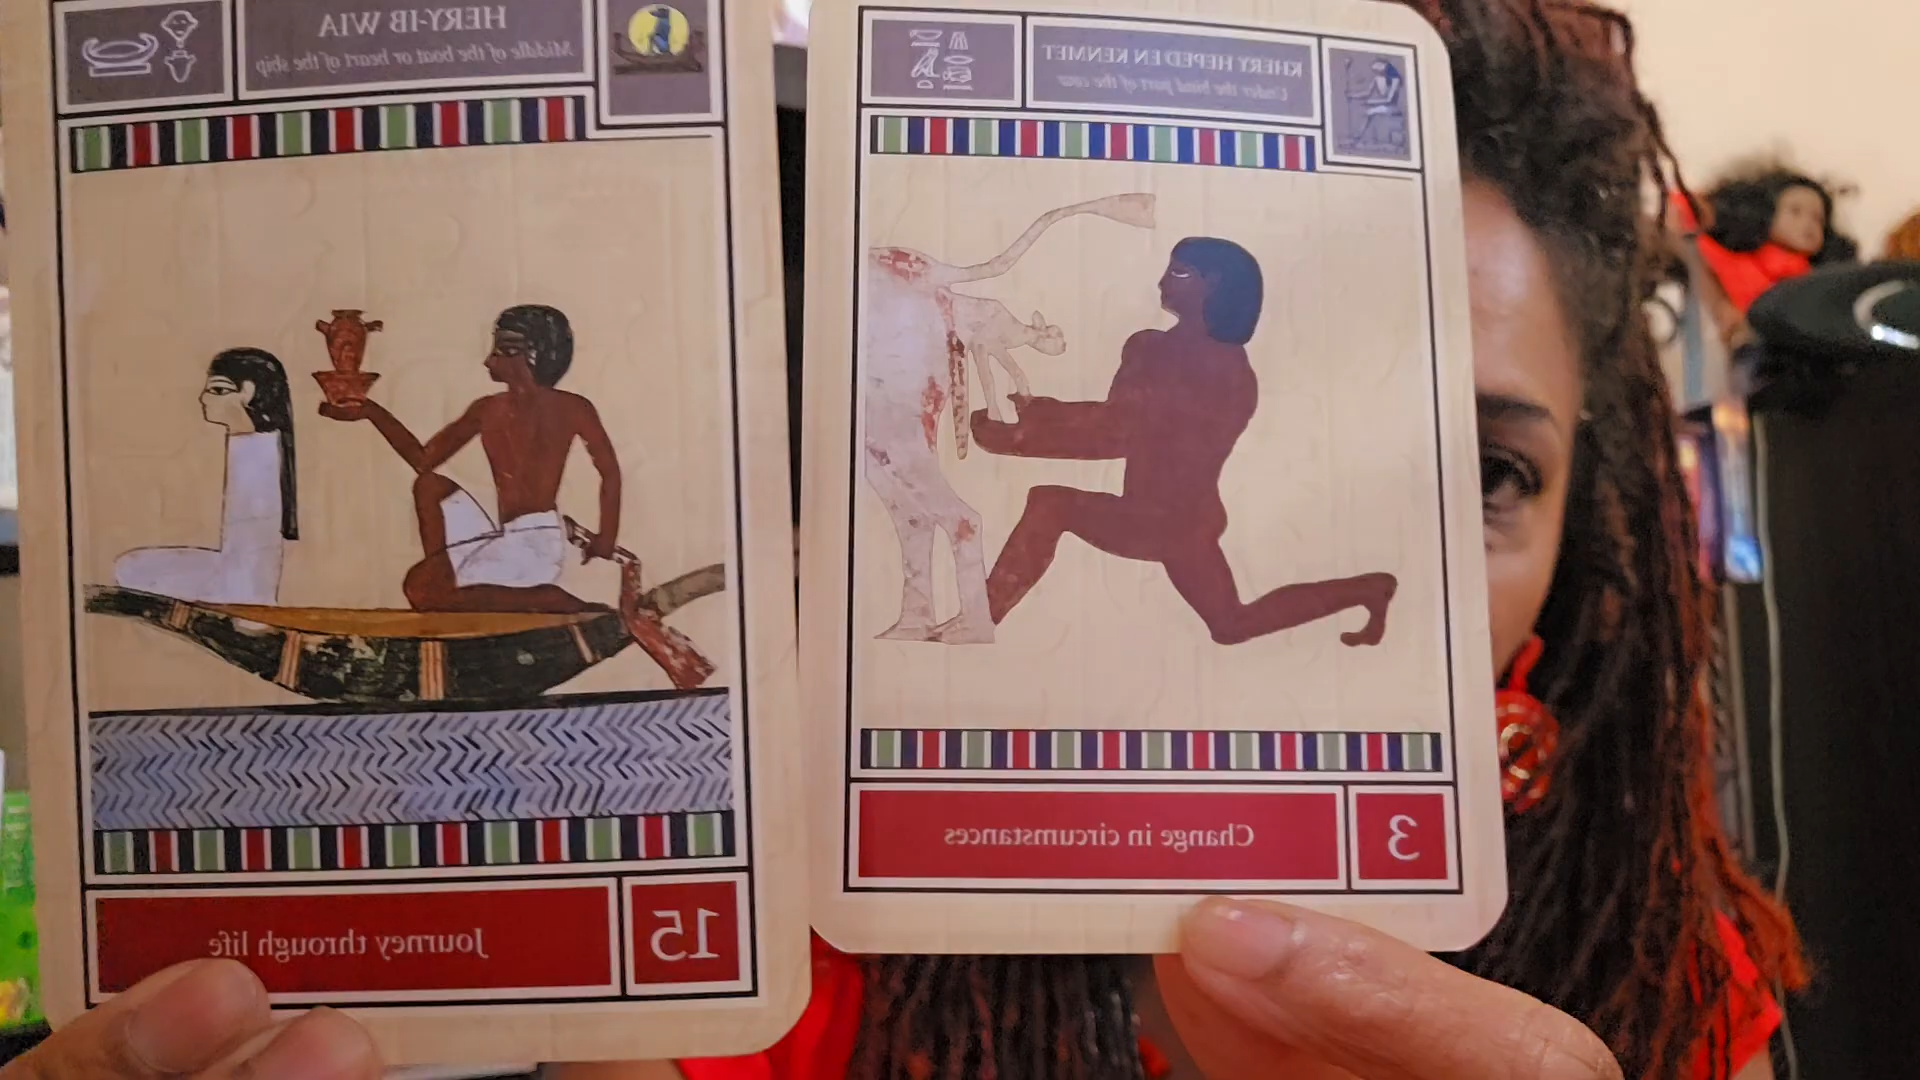 HERY-IB WIA
Middle of the boat or heart of the ship
Journey through life
15
KHERY HEPED EN KENMET
Under the hind part of the cow
Change in circumstances
3